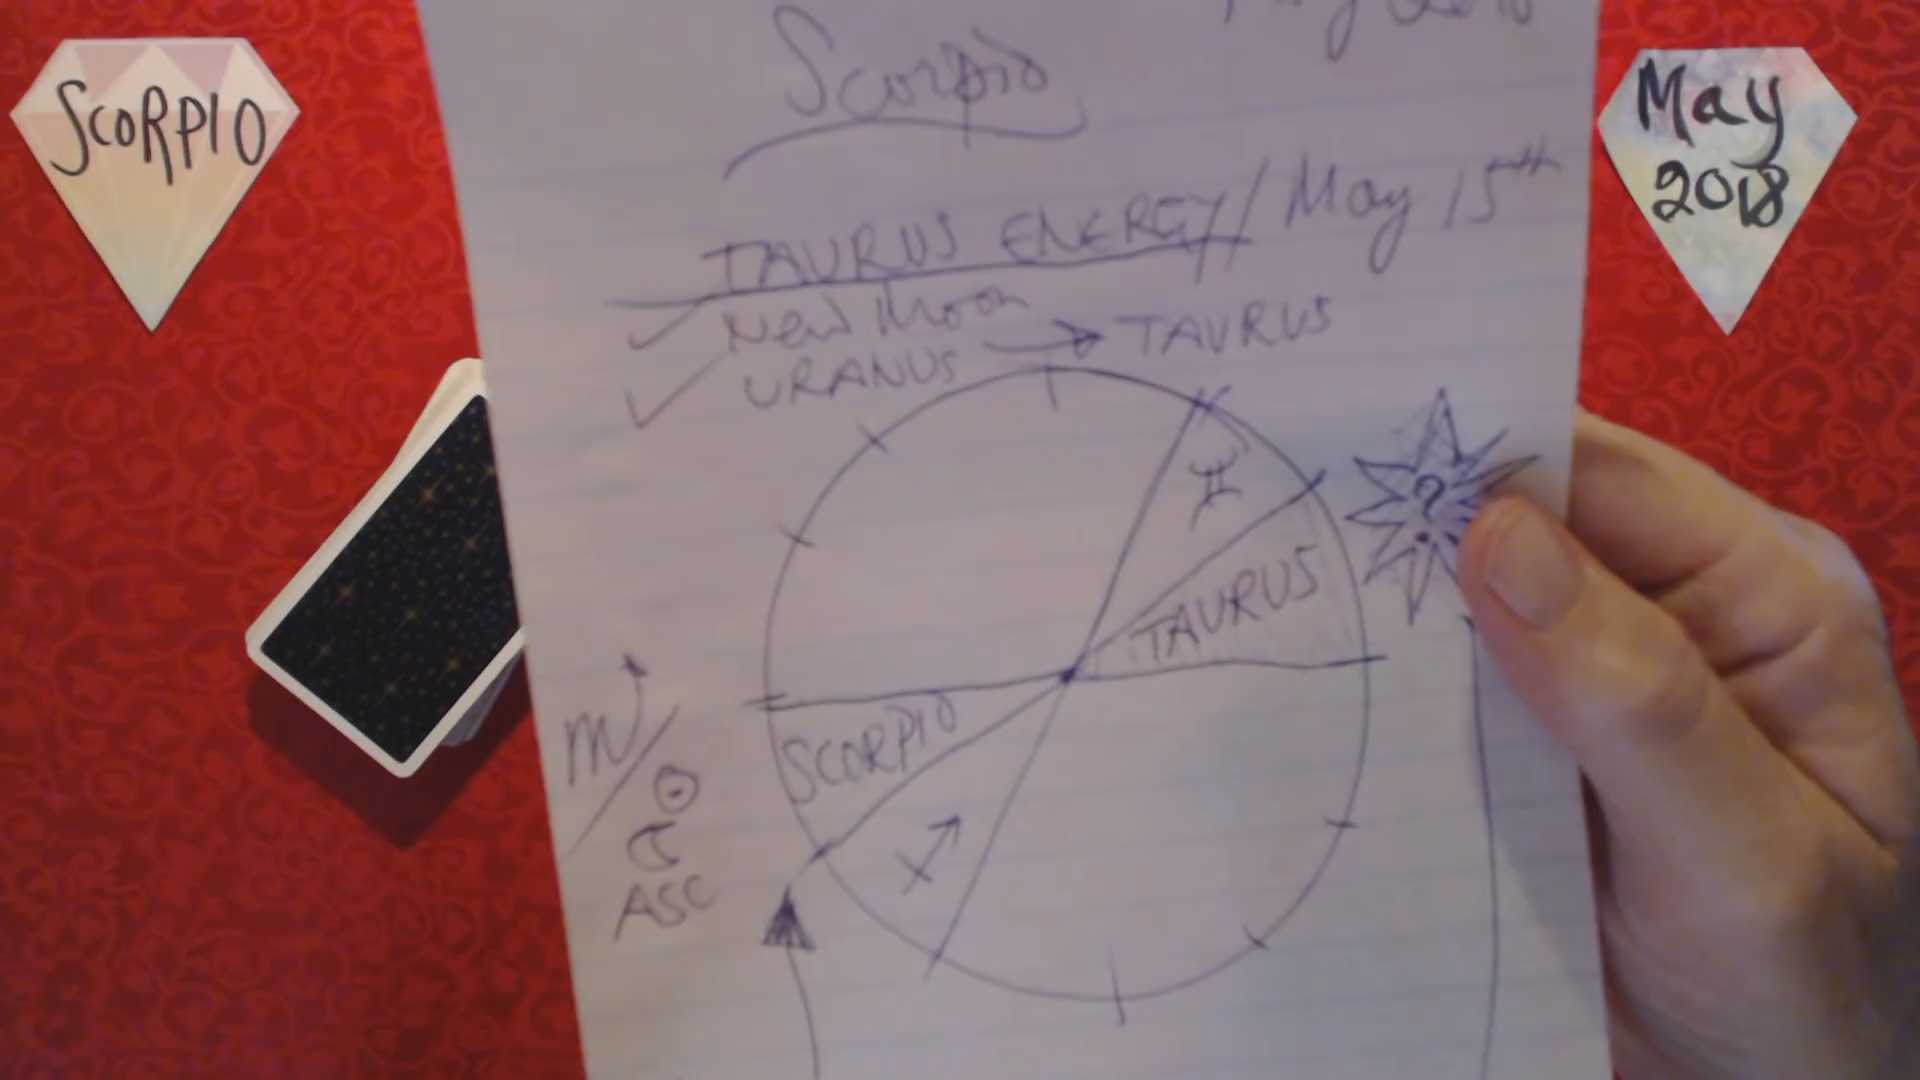 SCORPIO
May
2018
Scorpio
TAURUS ENERGY/May 15th
✓ New Moon
✓ URANUS → TAURUS
♊
?
TAURUS
SCORPIO
♏/
☉
☾
ASC
♐